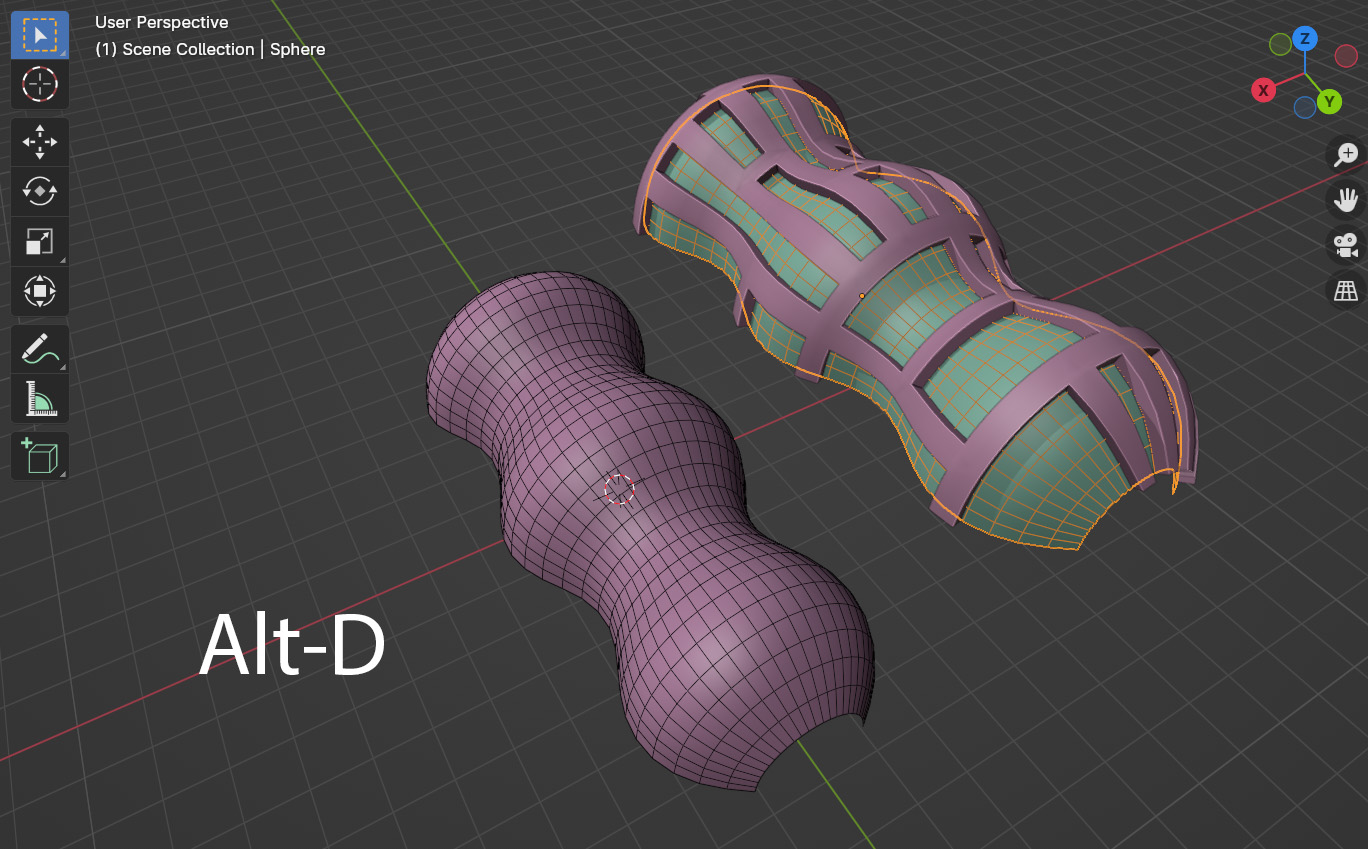 User Perspective
(1) Scene Collection | Sphere
Z
X
Y
Alt-D